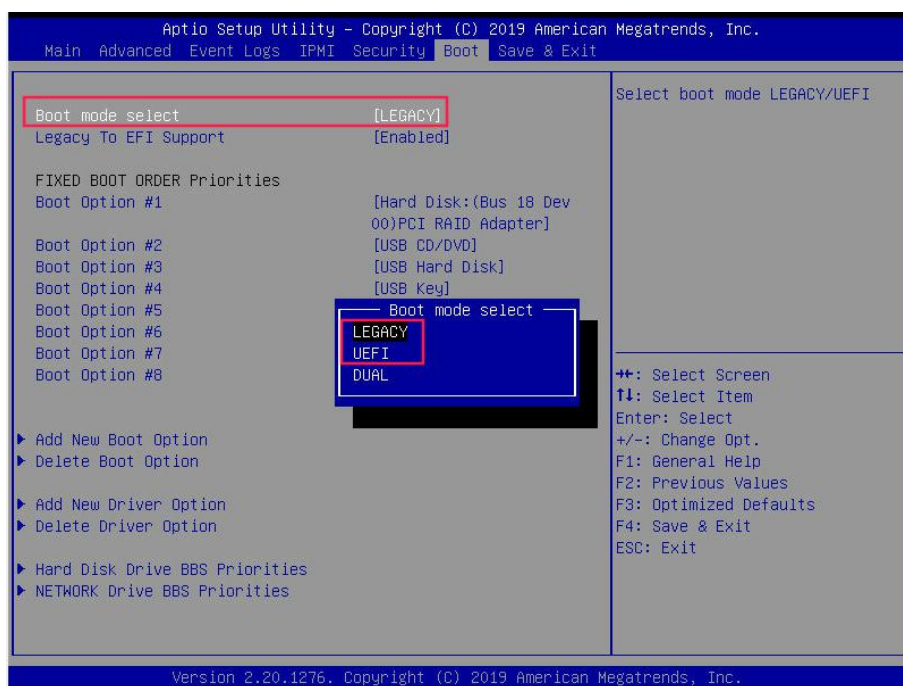 Aptio Setup Utility – Copyright (C) 2019 American Megatrends, Inc.
Main Advanced Event Logs IPMI Security Boot Save & Exit
Boot mode select [LEGACY]
Legacy To EFI Support [Enabled]
FIXED BOOT ORDER Priorities
Boot Option #1 [Hard Disk:(Bus 18 Dev
00)PCI RAID Adapter]
Boot Option #2 [USB CD/DVD]
Boot Option #3 [USB Hard Disk]
Boot Option #4 [USB Key]
Boot Option #5
Boot Option #6
Boot Option #7
Boot Option #8
Boot mode select
LEGACY
UEFI
DUAL
Add New Boot Option
Delete Boot Option
Add New Driver Option
Delete Driver Option
Hard Disk Drive BBS Priorities
NETWORK Drive BBS Priorities
Select boot mode LEGACY/UEFI
→←: Select Screen
↑↓: Select Item
Enter: Select
+/-: Change Opt.
F1: General Help
F2: Previous Values
F3: Optimized Defaults
F4: Save & Exit
ESC: Exit
Version 2.20.1276. Copyright (C) 2019 American Megatrends, Inc.